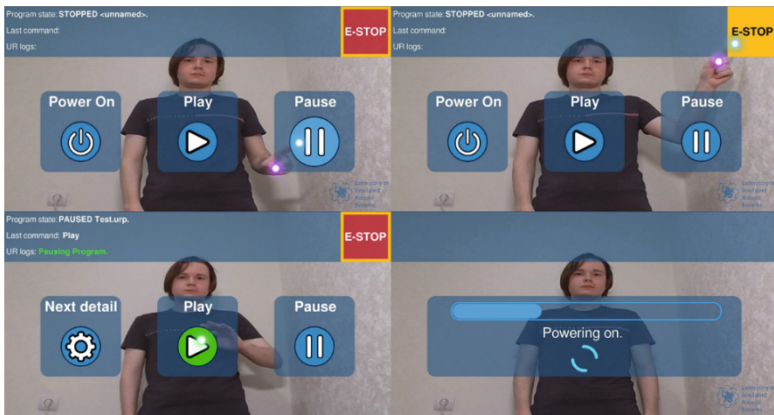 Program state: STOPPED <unnamed>.
Last command:
UR logs:
E-STOP
Power On
Play
Pause
Program state: STOPPED <unnamed>.
Last command:
UR logs:
E-STOP
Power On
Play
Pause
Program state: PAUSED Test.urp.
Last command: Play
UR logs: Pausing Program.
E-STOP
Next detail
Play
Pause
Powering on.